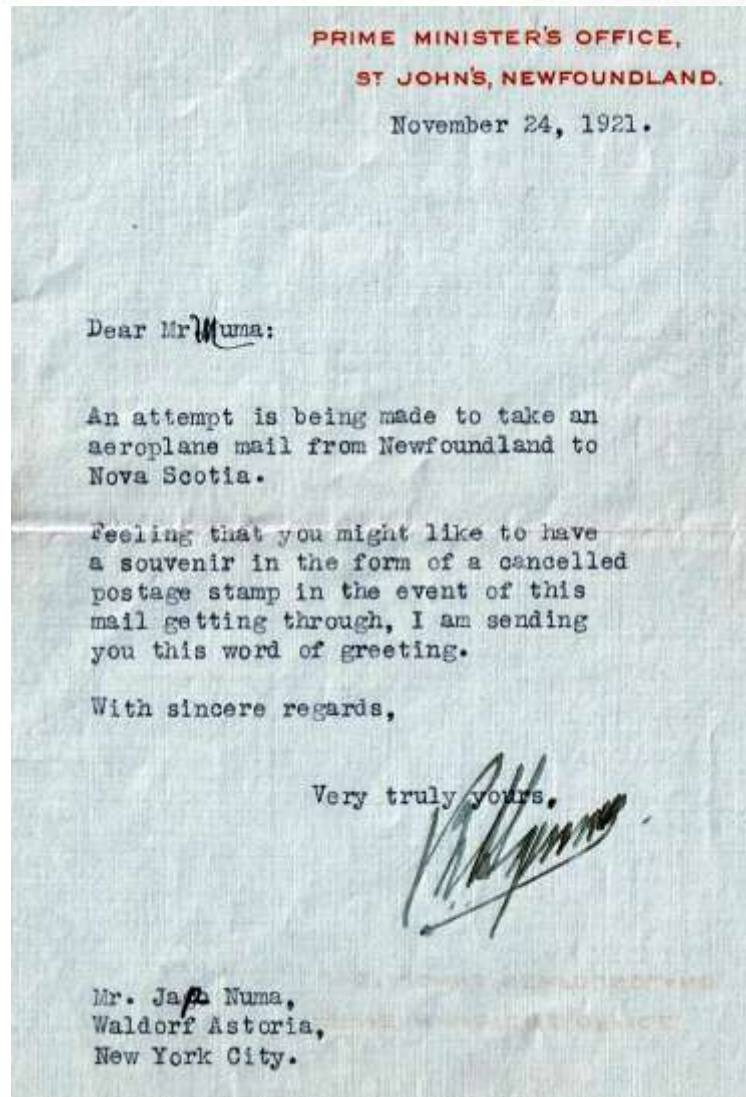 PRIME MINISTER'S OFFICE,
ST JOHN'S, NEWFOUNDLAND.
November 24, 1921.
Dear Mr Muma:
An attempt is being made to take an
aeroplane mail from Newfoundland to
Nova Scotia.
Feeling that you might like to have
a souvenir in the form of a cancelled
postage stamp in the event of this
mail getting through, I am sending
you this word of greeting.
With sincere regards,
Very truly yours,
Mr. Numa,
Waldorf Astoria,
New York City.